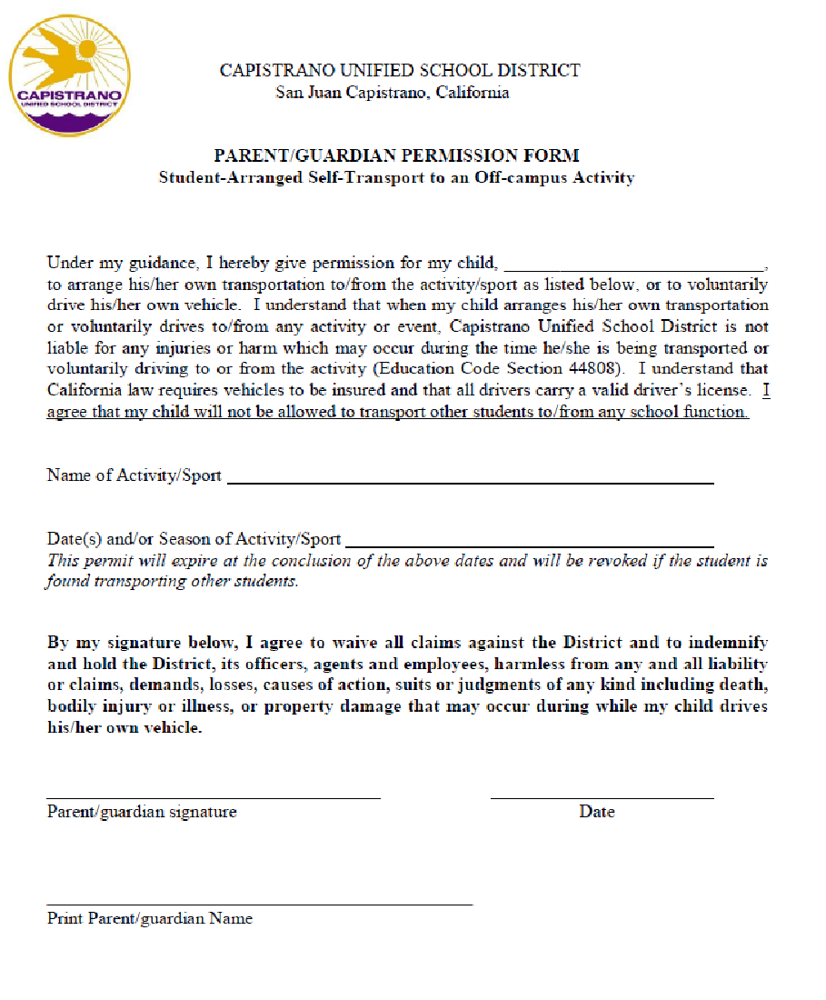 CAPISTRANO
UNIFIED SCHOOL DISTRICT
CAPISTRANO UNIFIED SCHOOL DISTRICT
San Juan Capistrano, California
PARENT/GUARDIAN PERMISSION FORM
Student-Arranged Self-Transport to an Off-campus Activity
Under my guidance, I hereby give permission for my child, ____________________________,
to arrange his/her own transportation to/from the activity/sport as listed below, or to voluntarily
drive his/her own vehicle. I understand that when my child arranges his/her own transportation
or voluntarily drives to/from any activity or event, Capistrano Unified School District is not
liable for any injuries or harm which may occur during the time he/she is being transported or
voluntarily driving to or from the activity (Education Code Section 44808). I understand that
California law requires vehicles to be insured and that all drivers carry a valid driver’s license. I
agree that my child will not be allowed to transport other students to/from any school function.
Name of Activity/Sport
Date(s) and/or Season of Activity/Sport
This permit will expire at the conclusion of the above dates and will be revoked if the student is
found transporting other students.
By my signature below, I agree to waive all claims against the District and to indemnify
and hold the District, its officers, agents and employees, harmless from any and all liability
or claims, demands, losses, causes of action, suits or judgments of any kind including death,
bodily injury or illness, or property damage that may occur during while my child drives
his/her own vehicle.
Parent/guardian signature Date
Print Parent/guardian Name